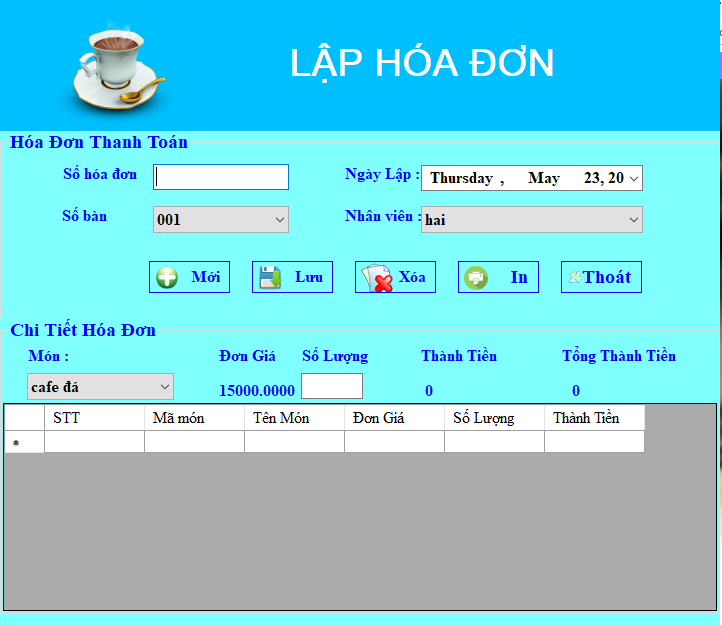 LẬP HÓA ĐƠN
Hóa Đơn Thanh Toán
Số hóa đơn Ngày Lập : Thursday , May 23, 20
Số bàn 001 Nhân viên : hai
Mới Lưu Xóa In Thoát
Chi Tiết Hóa Đơn
Món : Đơn Giá Số Lượng Thành Tiền Tổng Thành Tiền
cafe đá 15000.0000 0 0
STT Mã món Tên Món Đơn Giá Số Lượng Thành Tiền